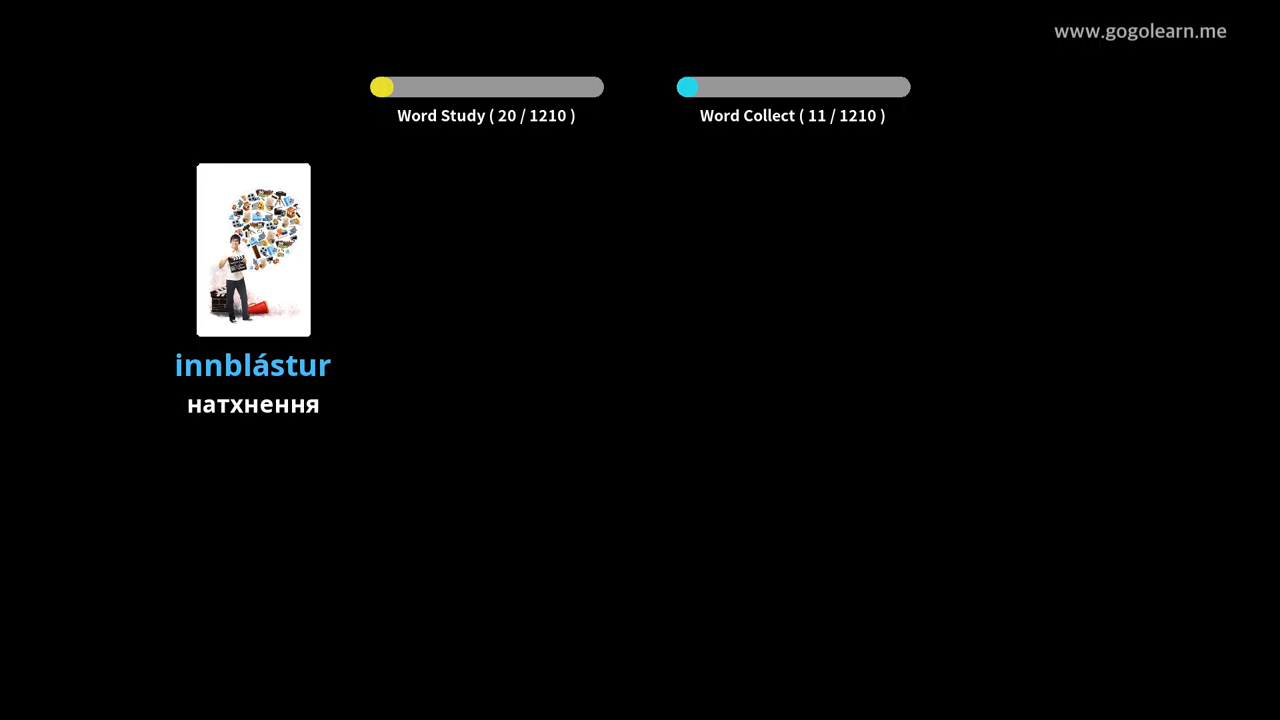 www.gogolearn.me
Word Study ( 20 / 1210 )
Word Collect ( 11 / 1210 )
innblástur
натхнення